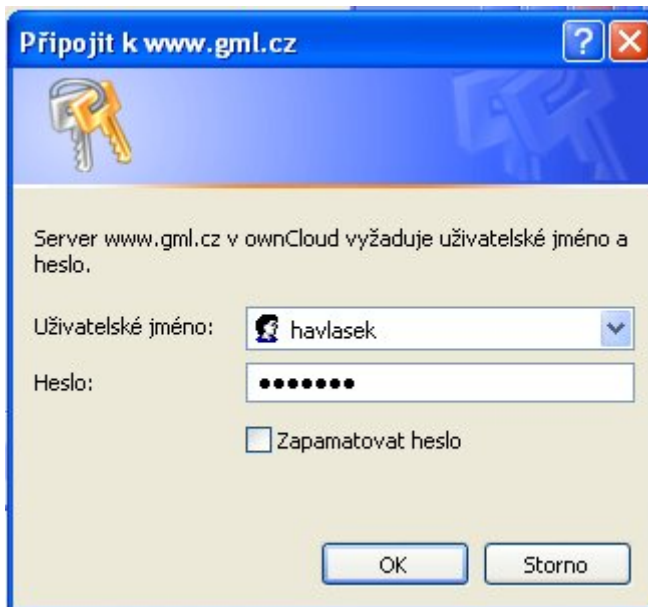 Připojit k www.gml.cz
Server www.gml.cz v ownCloud vyžaduje uživatelské jméno a
heslo.
Uživatelské jméno: havlasek
Heslo: •••••••
Zapamatovat heslo
OK Storno